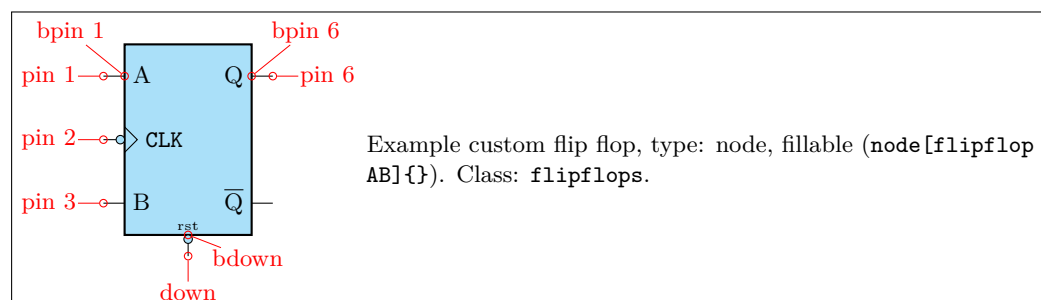 bpin 1 bpin 6
pin 1 A Q pin 6
pin 2 CLK
Example custom flip flop, type: node, fillable (node[flipflop
AB]{}). Class: flipflops.
pin 3 B Q̅
rst
bdown
down